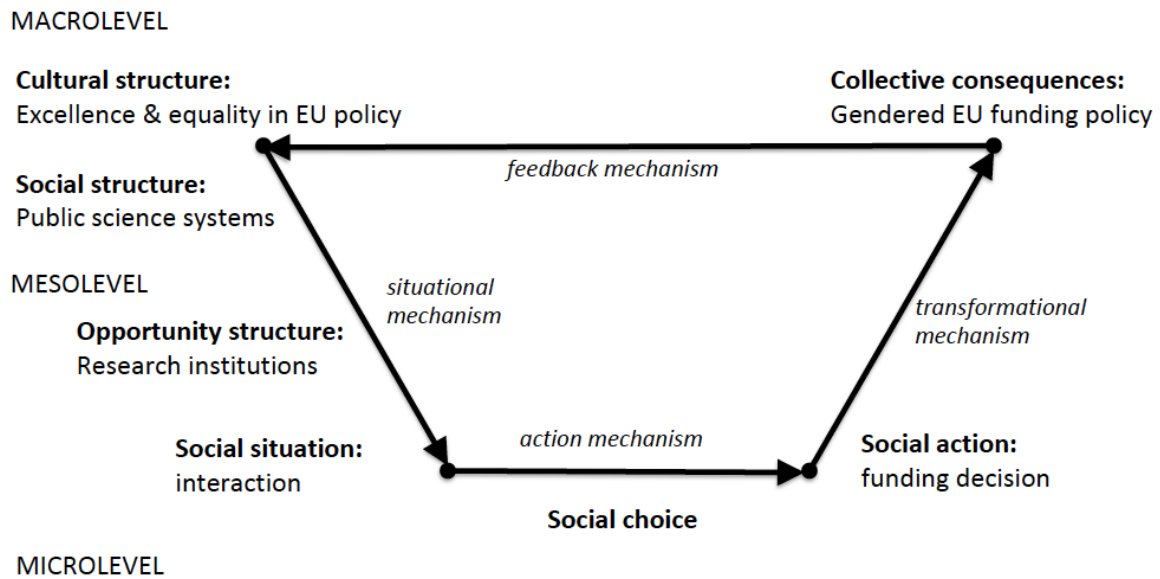 MACROLEVEL
Cultural structure:
Excellence & equality in EU policy
Collective consequences:
Gendered EU funding policy
feedback mechanism
Social structure:
Public science systems
MESOLEVEL
situational
mechanism
transformational
mechanism
Opportunity structure:
Research institutions
Social situation:
interaction
action mechanism
Social action:
funding decision
Social choice
MICROLEVEL